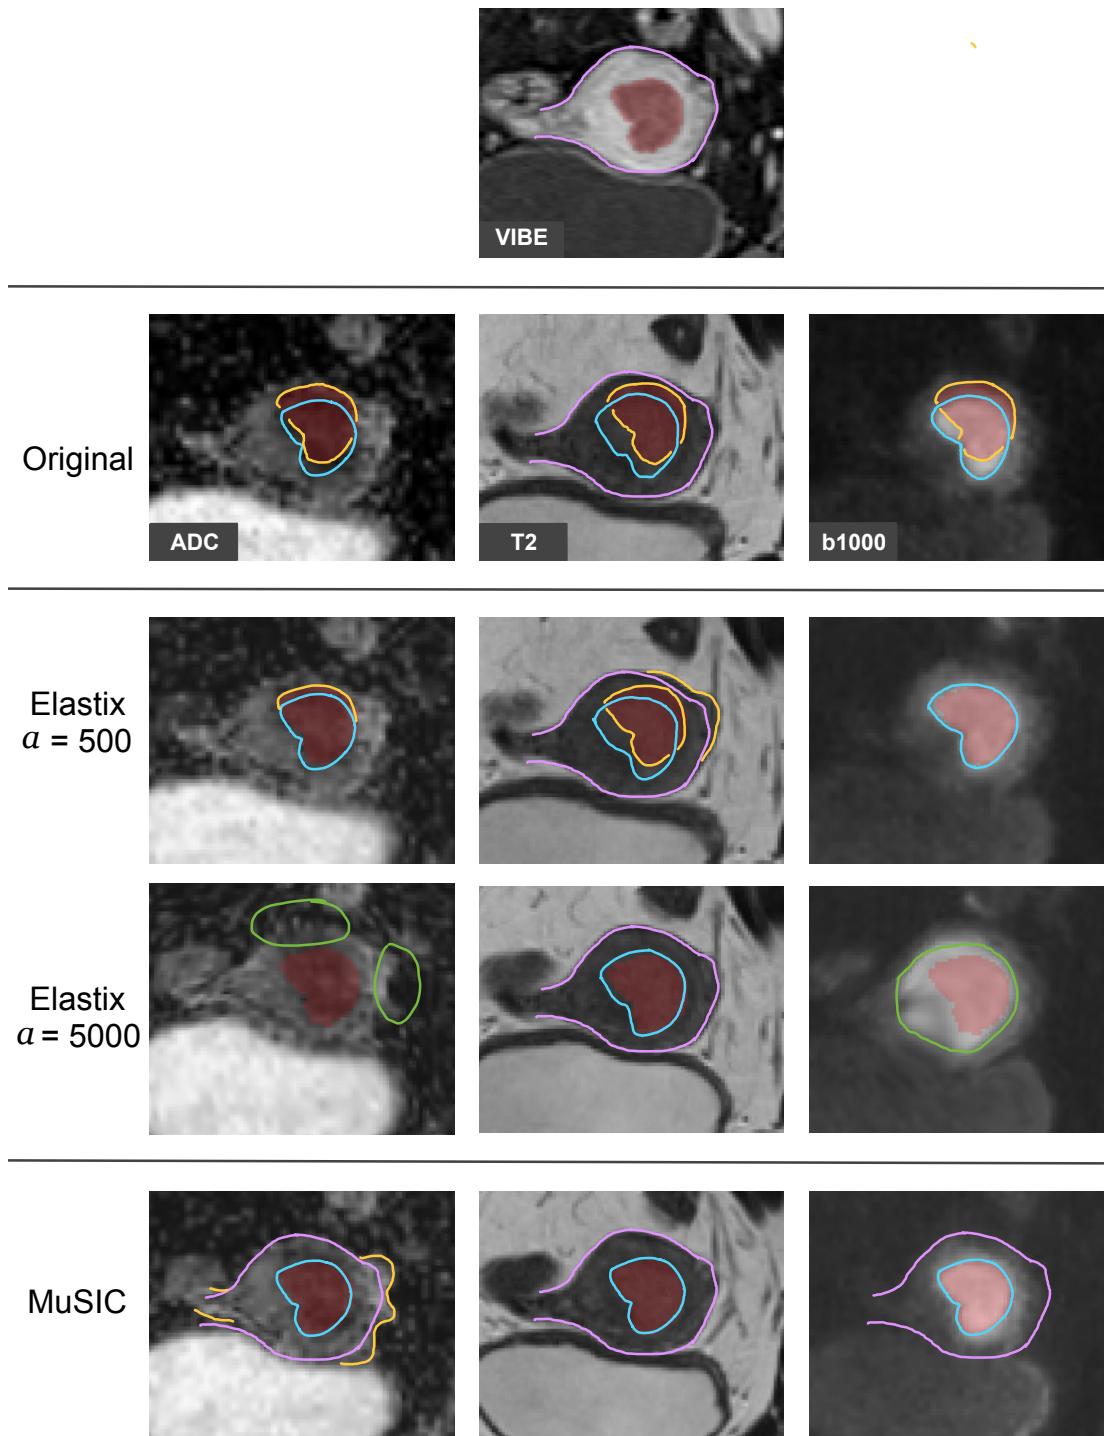 VIBE
Original
ADC
T2
b1000
Elastix
a = 500
Elastix
a = 5000
MuSIC